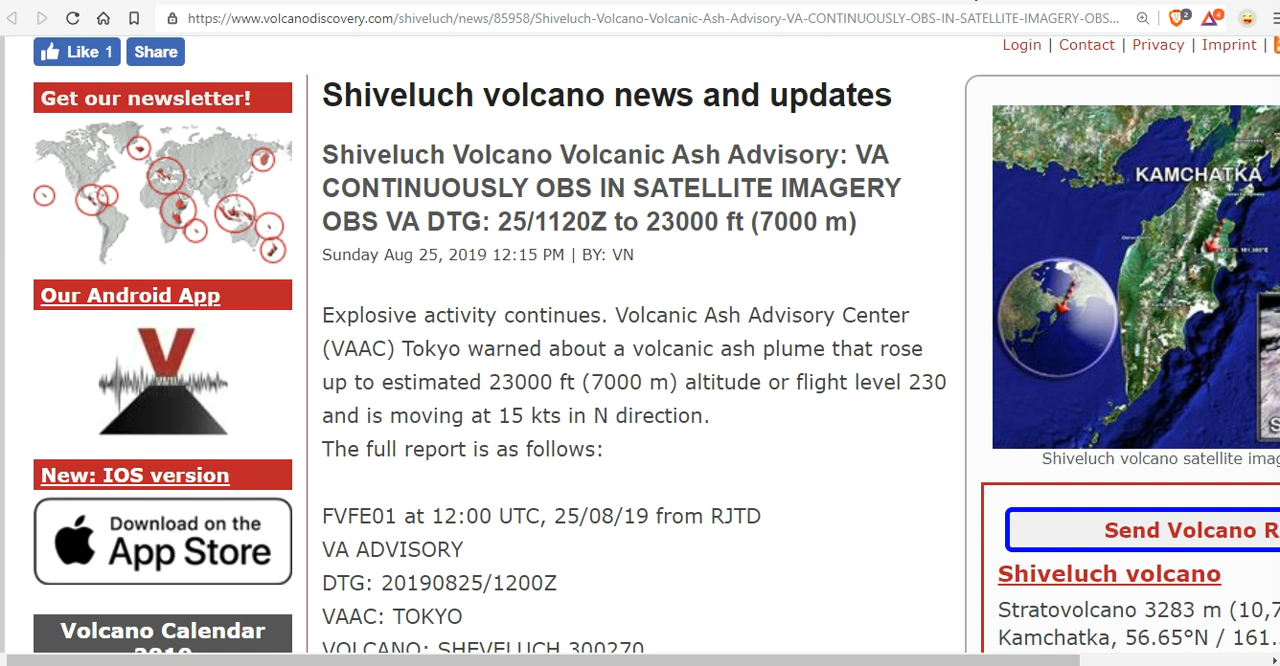 https://www.volcanodiscovery.com/shiveluch/news/85958/Shiveluch-Volcano-Volcanic-Ash-Advisory-VA-CONTINUOUSLY-OBS-IN-SATELLITE-IMAGERY-OBS...
2
4
Like 1
Share
Login | Contact | Privacy | Imprint |
Get our newsletter!
Our Android App
New: IOS version
Download on the
App Store
Volcano Calendar
2019
Shiveluch volcano news and updates
Shiveluch Volcano Volcanic Ash Advisory: VA
CONTINUOUSLY OBS IN SATELLITE IMAGERY
OBS VA DTG: 25/1120Z to 23000 ft (7000 m)
Sunday Aug 25, 2019 12:15 PM | BY: VN
Explosive activity continues. Volcanic Ash Advisory Center
(VAAC) Tokyo warned about a volcanic ash plume that rose
up to estimated 23000 ft (7000 m) altitude or flight level 230
and is moving at 15 kts in N direction.
The full report is as follows:
FVFE01 at 12:00 UTC, 25/08/19 from RJTD
VA ADVISORY
DTG: 20190825/1200Z
VAAC: TOKYO
VOLCANO: SHEVELUCH 300270
KAMCHATKA
Shiveluch volcano satellite imag
Send Volcano R
Shiveluch volcano
Stratovolcano 3283 m (10,7
Kamchatka, 56.65°N / 161.